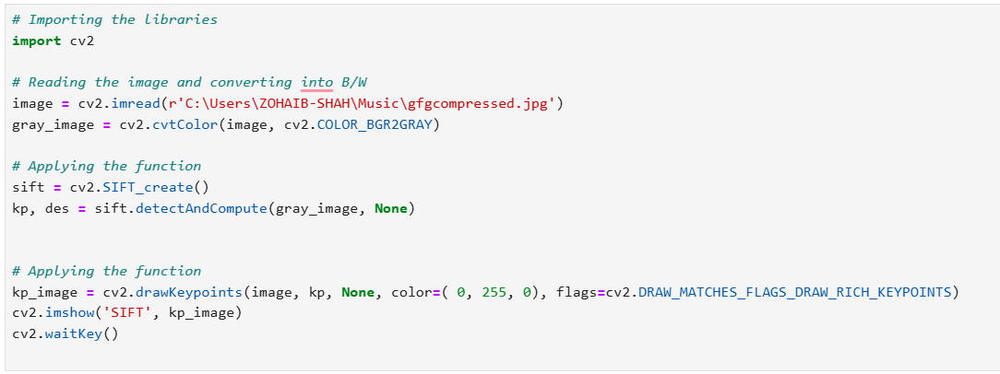 # Importing the libraries
import cv2
# Reading the image and converting into B/W
image = cv2.imread(r'C:\Users\ZOHAIB-SHAH\Music\gfgcompressed.jpg')
gray_image = cv2.cvtColor(image, cv2.COLOR_BGR2GRAY)
# Applying the function
sift = cv2.SIFT_create()
kp, des = sift.detectAndCompute(gray_image, None)
# Applying the function
kp_image = cv2.drawKeypoints(image, kp, None, color=( 0, 255, 0), flags=cv2.DRAW_MATCHES_FLAGS_DRAW_RICH_KEYPOINTS)
cv2.imshow('SIFT', kp_image)
cv2.waitKey()